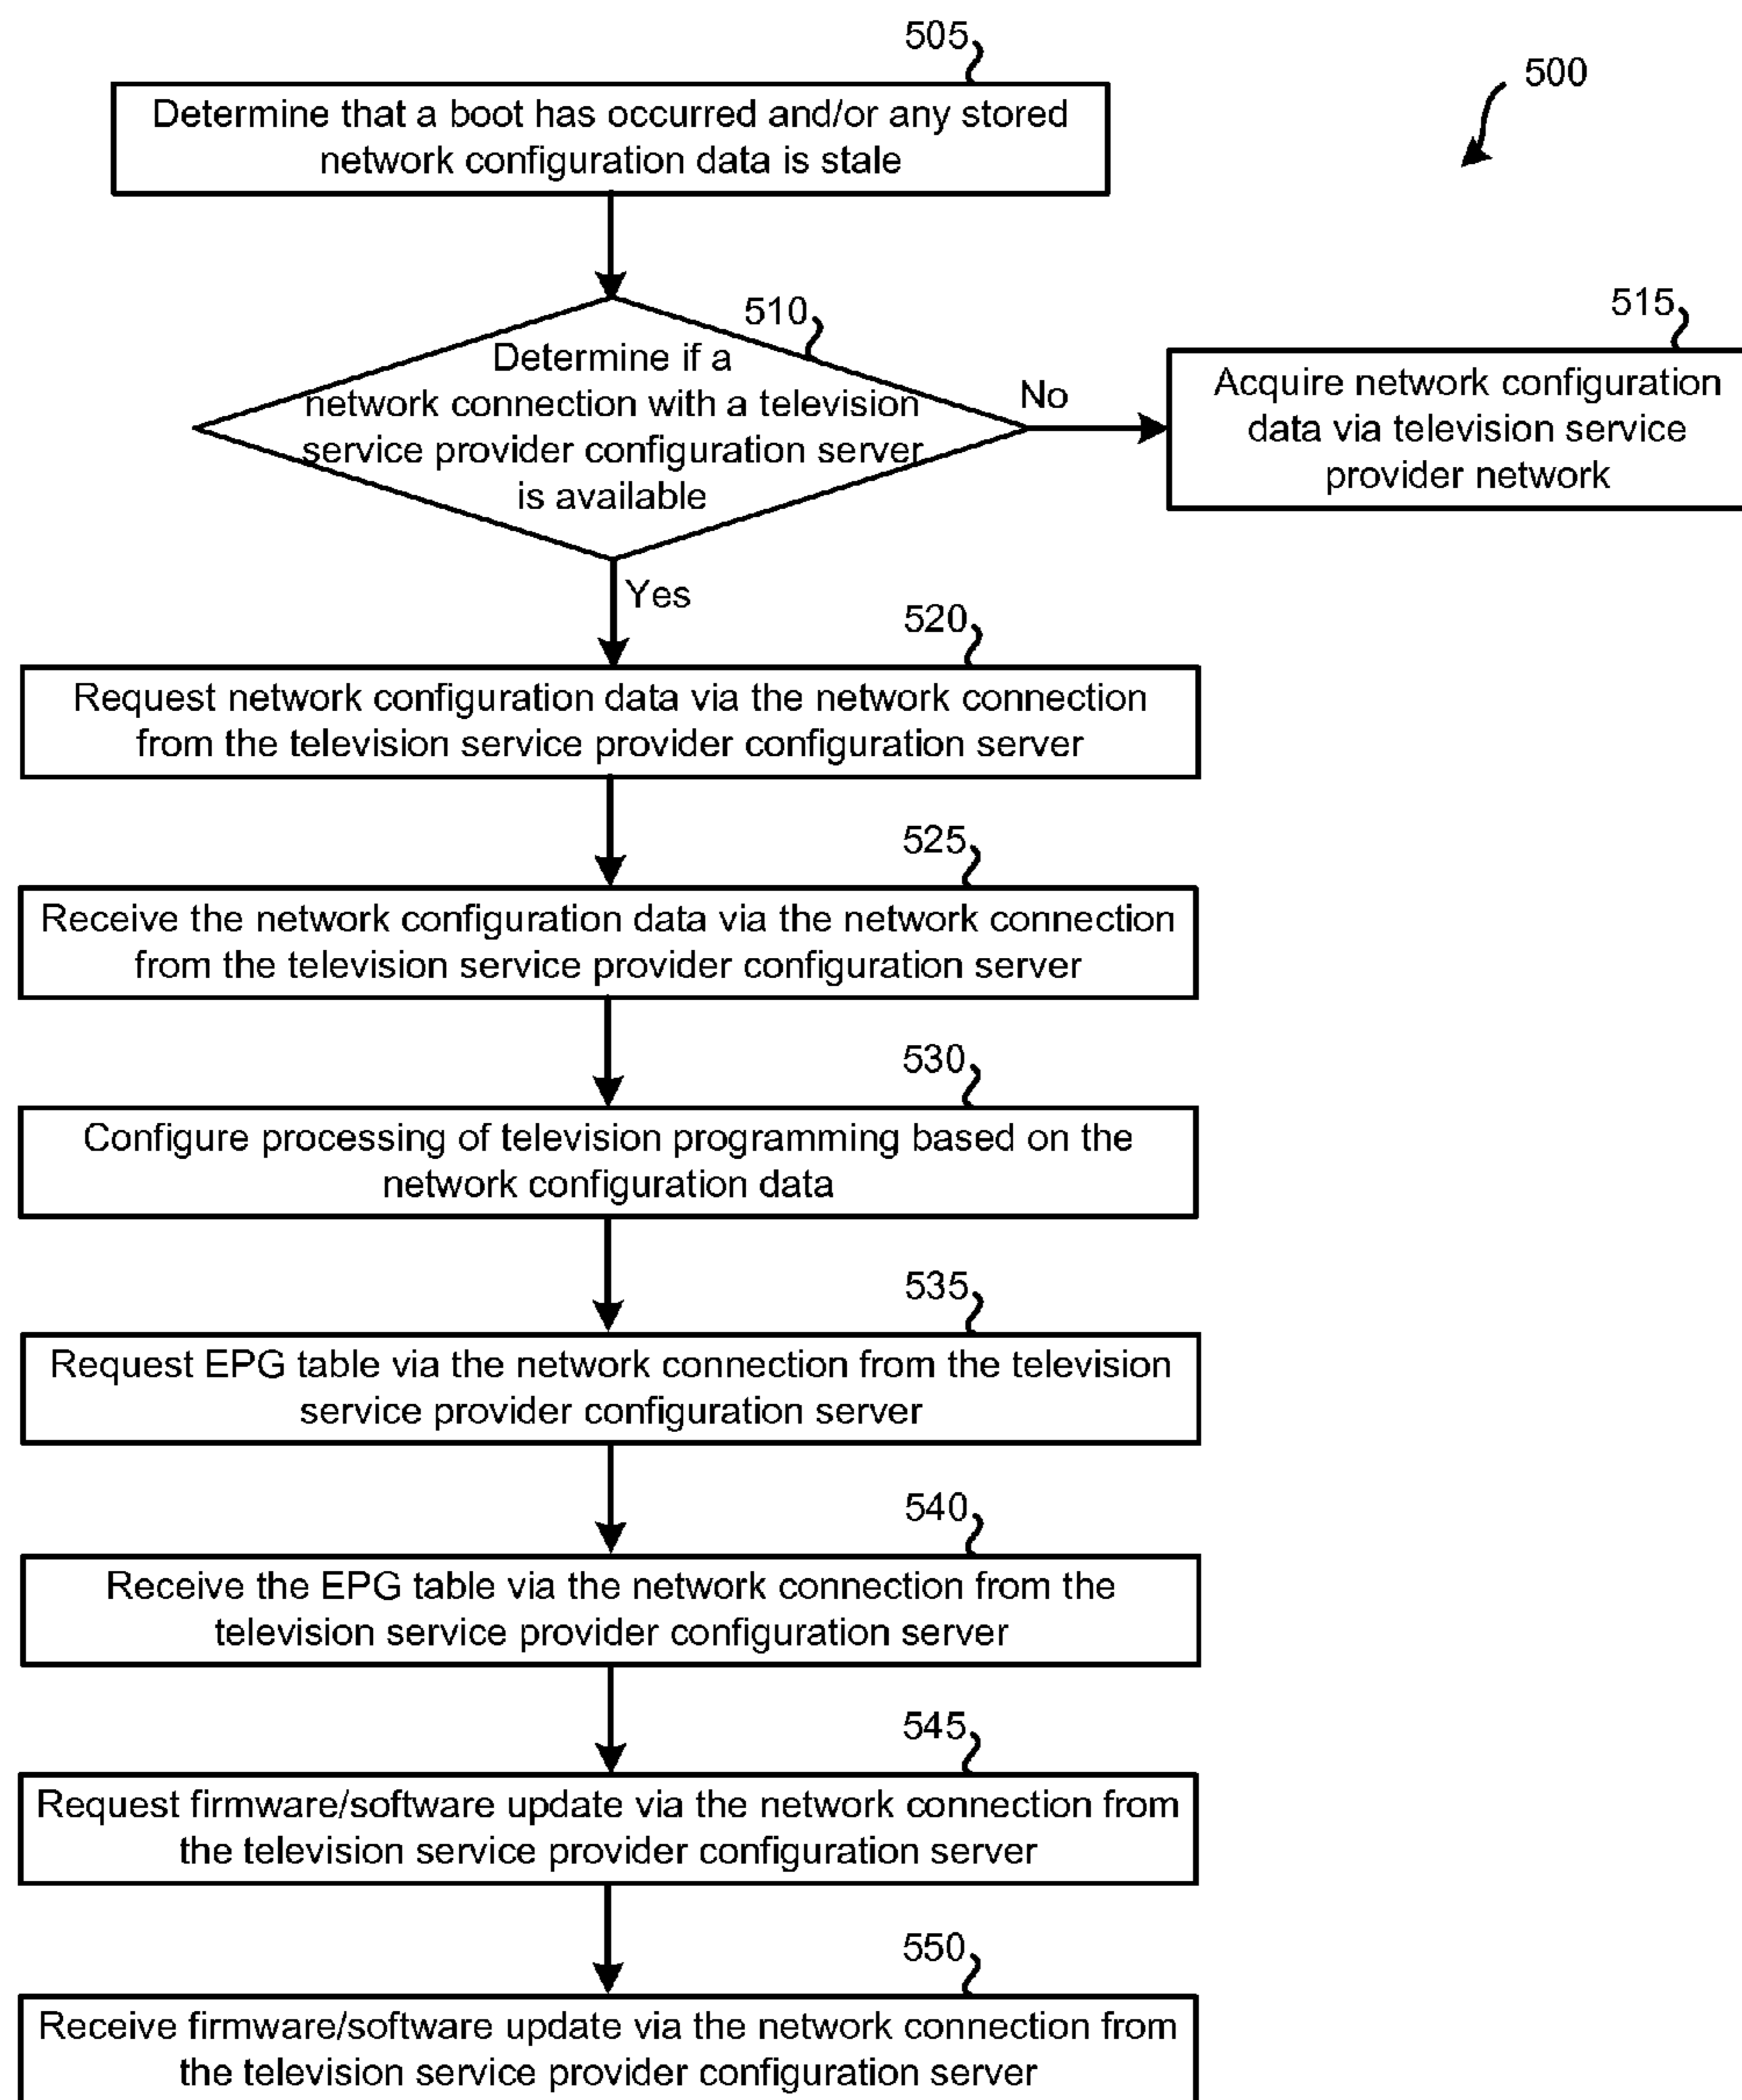 505
500
Determine that a boot has occurred and/or any stored
network configuration data is stale
510
Determine if a
network connection with a television
service provider configuration server
is available
No
515
Acquire network configuration
data via television service
provider network
Yes
520
Request network configuration data via the network connection
from the television service provider configuration server
525
Receive the network configuration data via the network connection
from the television service provider configuration server
530
Configure processing of television programming based on the
network configuration data
535
Request EPG table via the network connection from the television
service provider configuration server
540
Receive the EPG table via the network connection from the
television service provider configuration server
545
Request firmware/software update via the network connection from
the television service provider configuration server
550
Receive firmware/software update via the network connection from
the television service provider configuration server